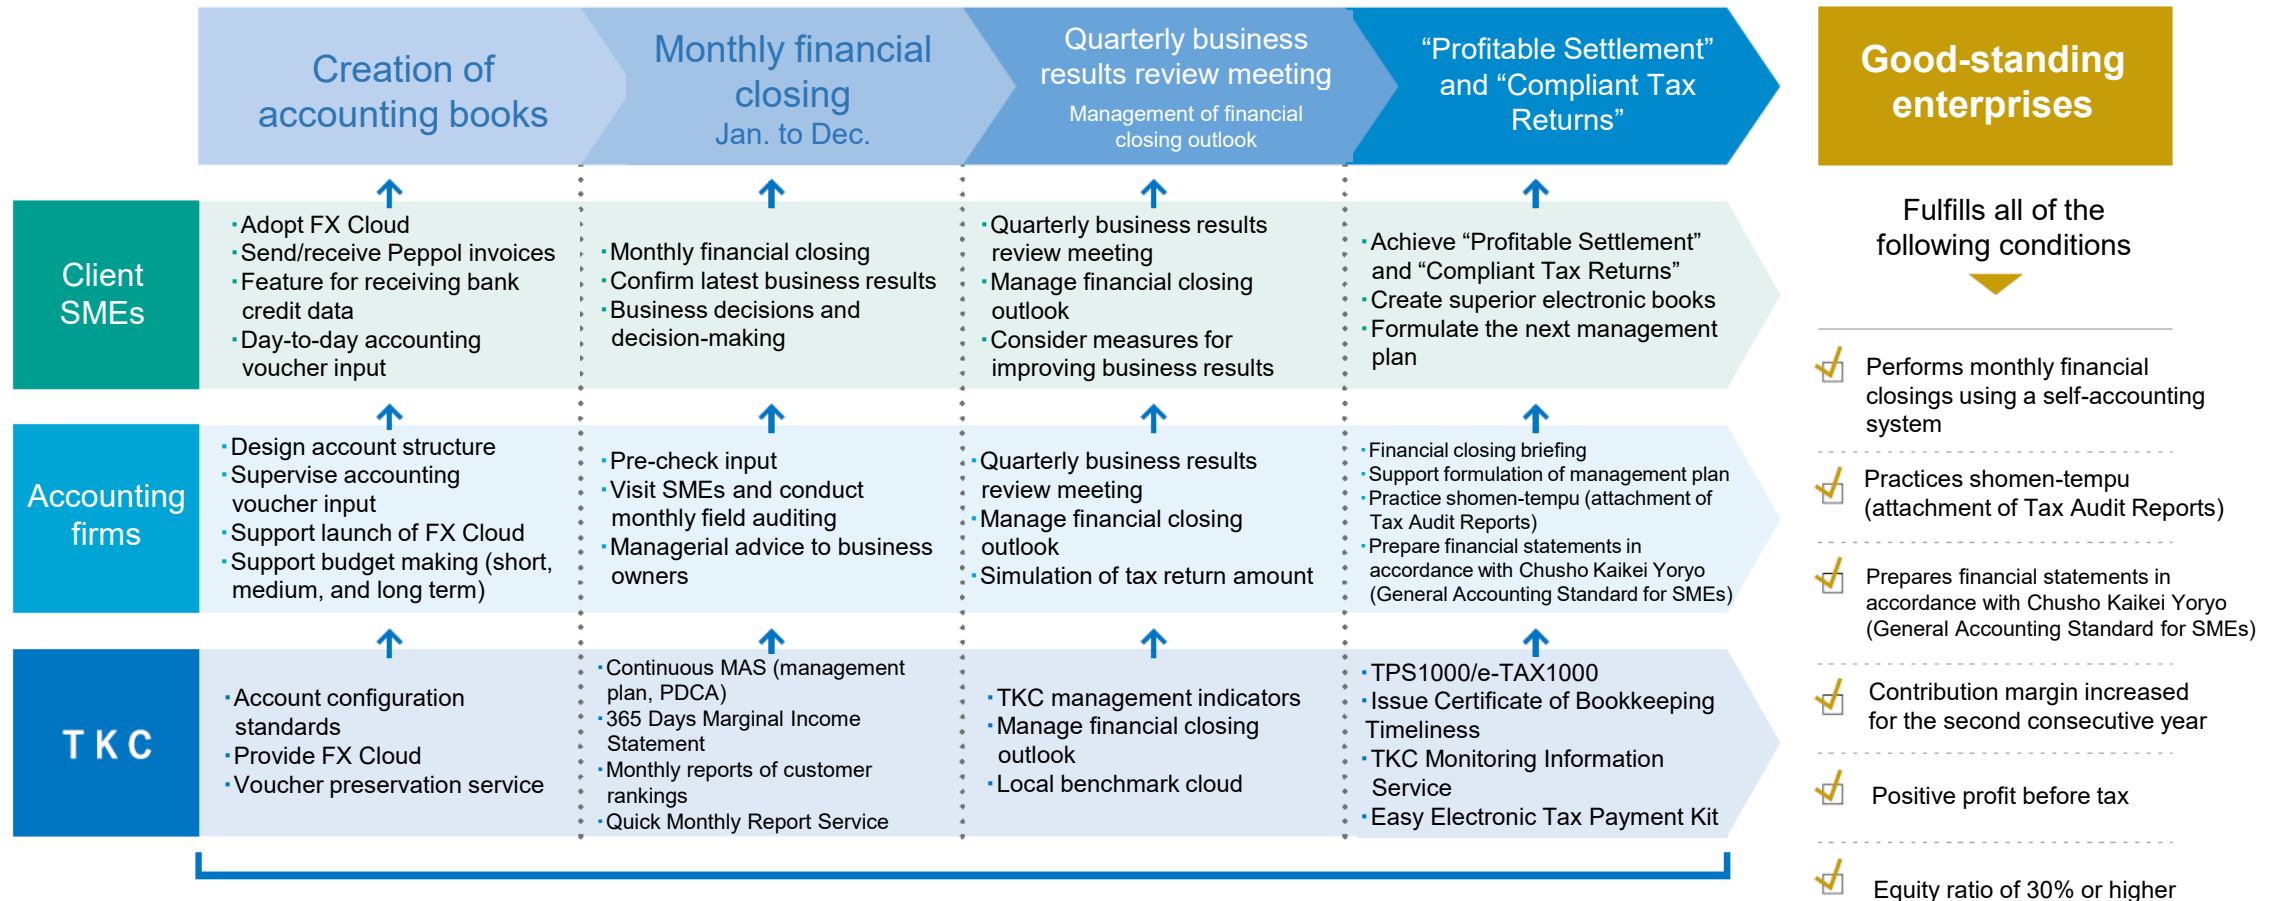 Creation of
accounting books
Monthly financial
closing
Jan. to Dec.
Quarterly business
results review meeting
Management of financial
closing outlook
“Profitable Settlement”
and “Compliant Tax
Returns”
Good-standing
enterprises
Client
SMEs
·Adopt FX Cloud
·Send/receive Peppol invoices
·Feature for receiving bank
credit data
·Day-to-day accounting
voucher input
·Monthly financial closing
·Confirm latest business results
·Business decisions and
decision-making
·Quarterly business results
review meeting
·Manage financial closing
outlook
·Consider measures for
improving business results
·Achieve “Profitable Settlement”
and “Compliant Tax Returns”
·Create superior electronic books
·Formulate the next management
plan
Accounting
firms
·Design account structure
·Supervise accounting
voucher input
·Support launch of FX Cloud
·Support budget making (short,
medium, and long term)
·Pre-check input
·Visit SMEs and conduct
monthly field auditing
·Managerial advice to business
owners
·Quarterly business results
review meeting
·Manage financial closing
outlook
·Simulation of tax return amount
·Financial closing briefing
·Support formulation of management plan
·Practice shomen-tempu (attachment of
Tax Audit Reports)
·Prepare financial statements in
accordance with Chusho Kaikei Yoryo
(General Accounting Standard for SMEs)
TKC
·Account configuration
standards
·Provide FX Cloud
·Voucher preservation service
·Continuous MAS (management
plan, PDCA)
·365 Days Marginal Income
Statement
·Monthly reports of customer
rankings
·Quick Monthly Report Service
·TKC management indicators
·Manage financial closing
outlook
·Local benchmark cloud
·TPS1000/e-TAX1000
·Issue Certificate of Bookkeeping
Timeliness
·TKC Monitoring Information
Service
·Easy Electronic Tax Payment Kit
Fulfills all of the
following conditions
Performs monthly financial
closings using a self-accounting
system
Practices shomen-tempu
(attachment of Tax Audit Reports)
Prepares financial statements in
accordance with Chusho Kaikei Yoryo
(General Accounting Standard for SMEs)
Contribution margin increased
for the second consecutive year
Positive profit before tax
Equity ratio of 30% or higher